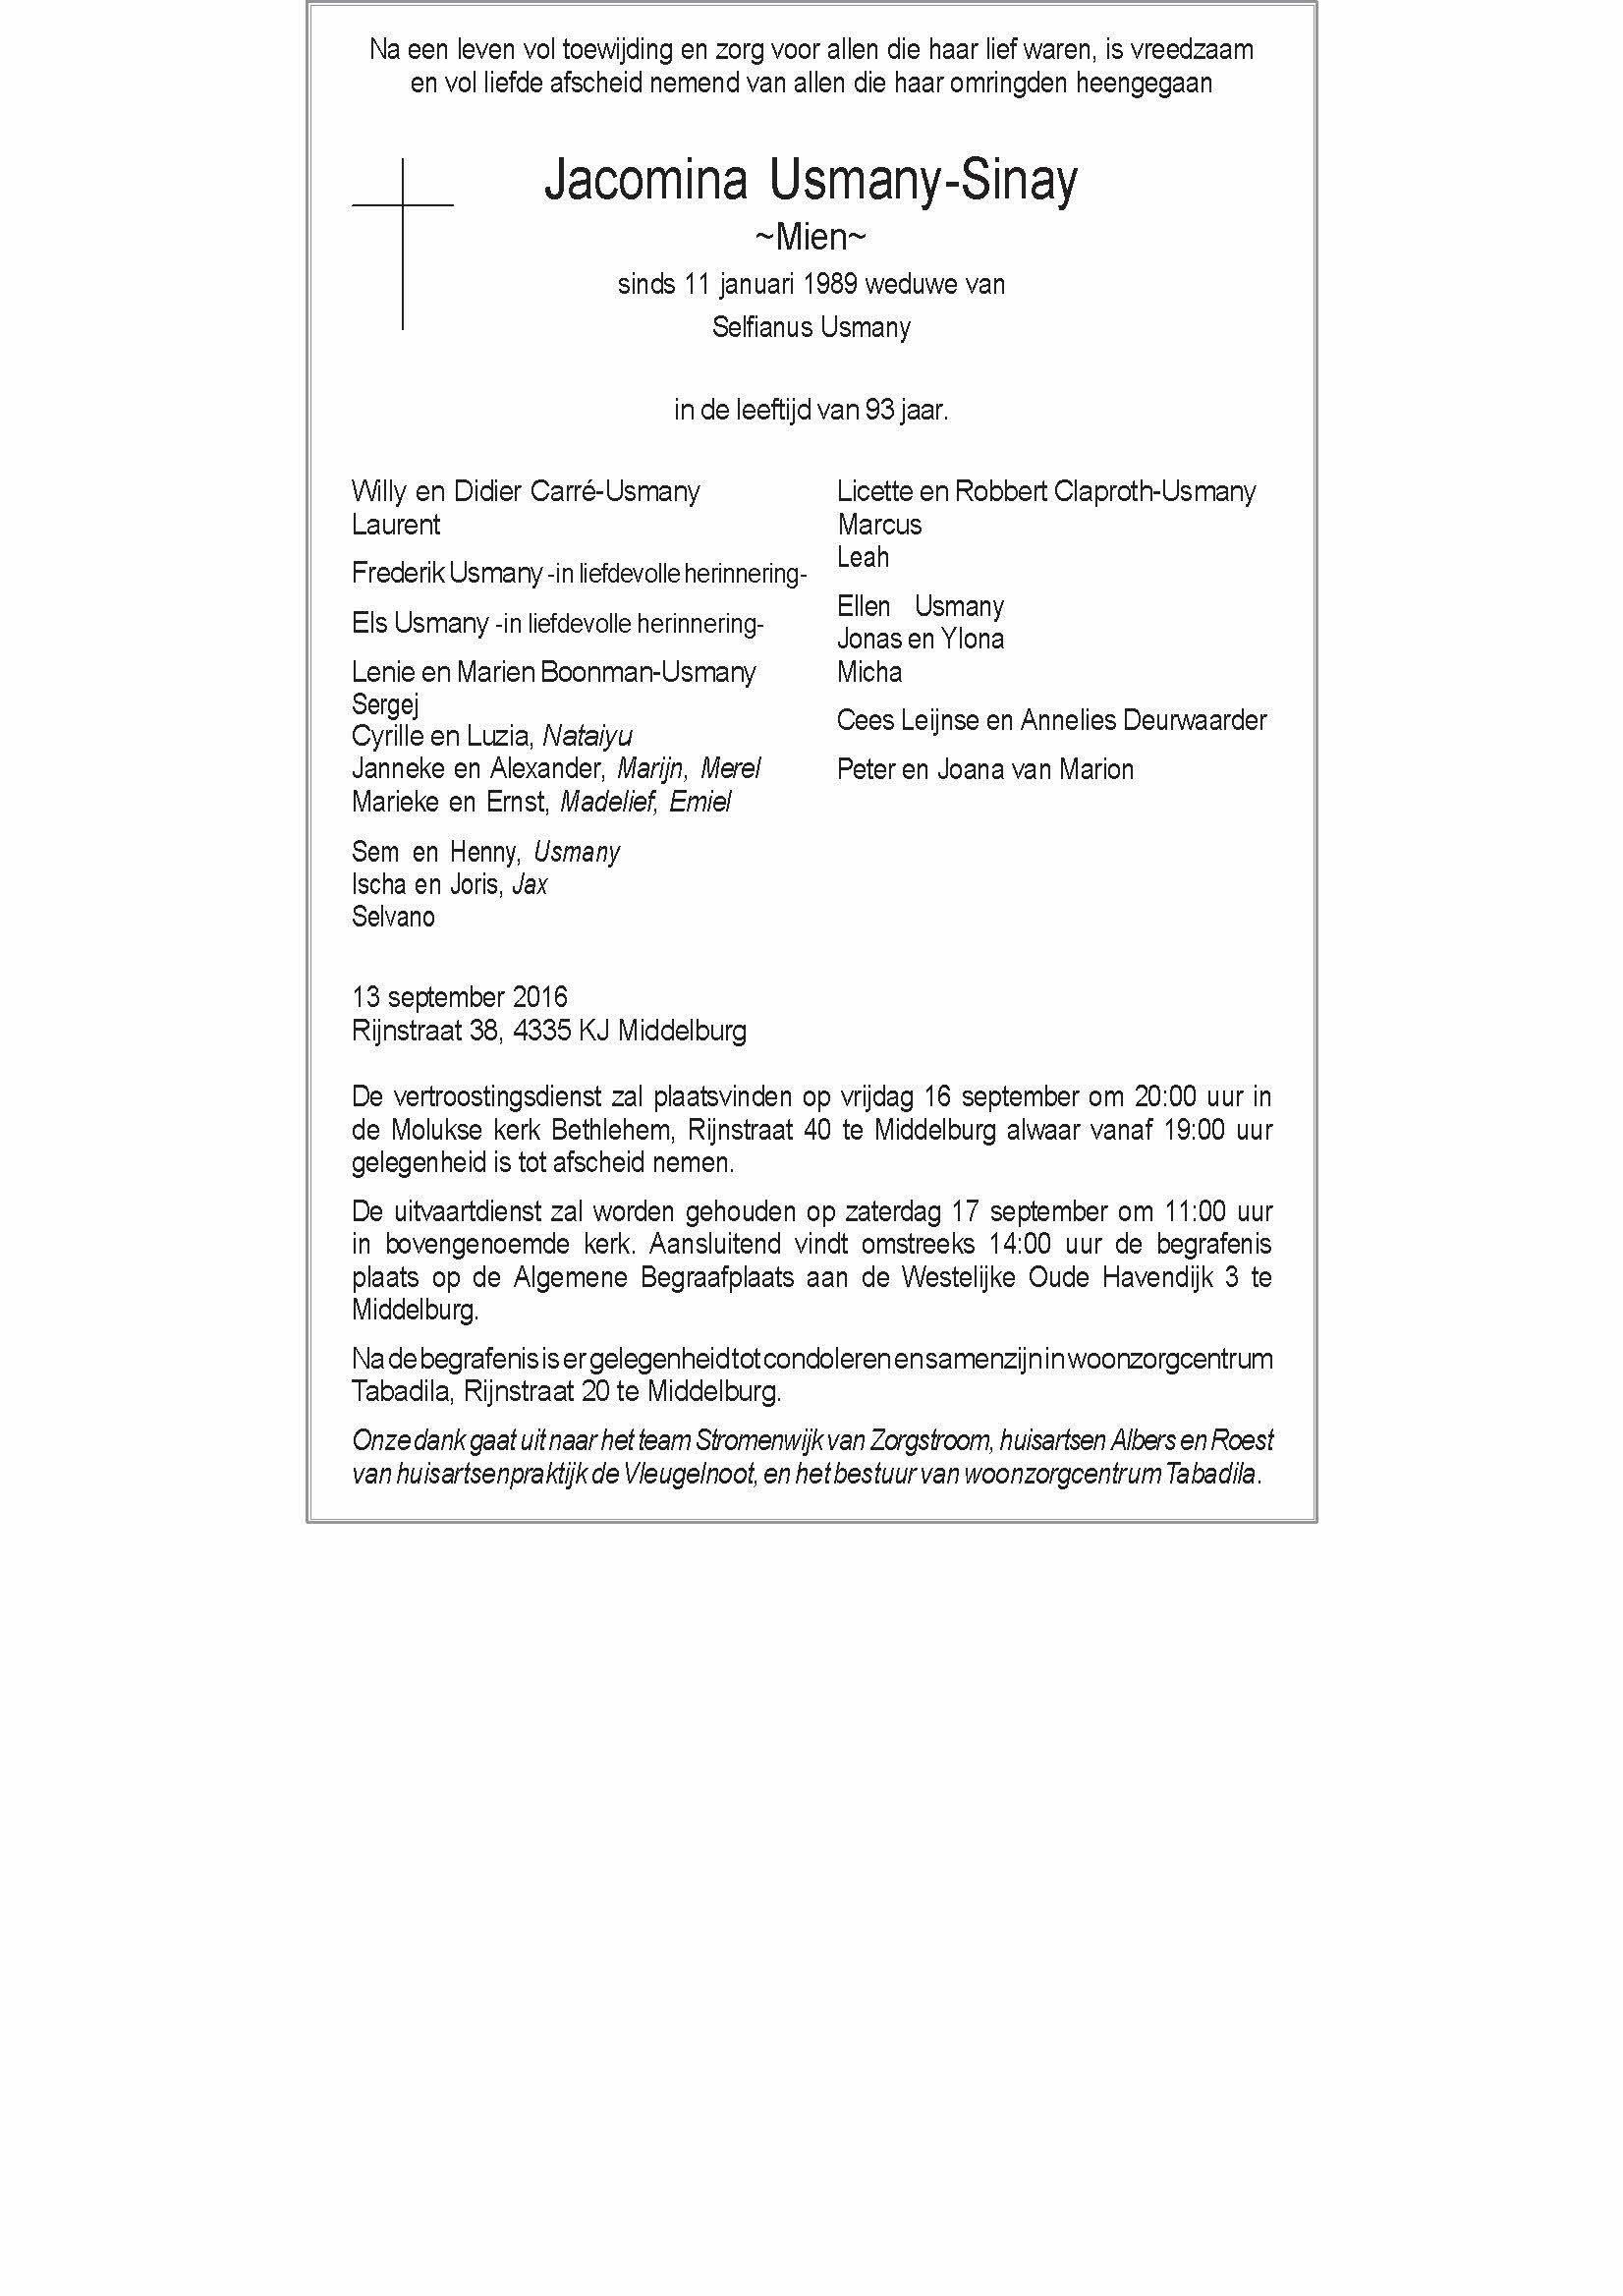 Na een leven vol toewijding en zorg voor allen die haar lief waren, is vreedzaam
en vol liefde afscheid nemend van allen die haar omringden heengegaan
Jacomina Usmany-Sinay
~Mien~
sinds 11 januari 1989 weduwe van
Selfianus Usmany
in de leeftijd van 93 jaar.
Willy en Didier Carré-Usmany
Laurent
Frederik Usmany -in liefdevolle herinnering-
Els Usmany -in liefdevolle herinnering-
Lenie en Marien Boonman-Usmany
Sergej
Cyrille en Luzia, Nataiyu
Janneke en Alexander, Marijn, Merel
Marieke en Ernst, Madelief, Emiel
Sem en Henny, Usmany
Ischa en Joris, Jax
Selvano
Licette en Robbert Claproth-Usmany
Marcus
Leah
Ellen Usmany
Jonas en Ylona
Micha
Cees Leijnse en Annelies Deurwaarder
Peter en Joana van Marion
13 september 2016
Rijnstraat 38, 4335 KJ Middelburg
De vertroostingsdienst zal plaatsvinden op vrijdag 16 september om 20:00 uur in
de Molukse kerk Bethlehem, Rijnstraat 40 te Middelburg alwaar vanaf 19:00 uur
gelegenheid is tot afscheid nemen.
De uitvaartdienst zal worden gehouden op zaterdag 17 september om 11:00 uur
in bovengenoemde kerk. Aansluitend vindt omstreeks 14:00 uur de begrafenis
plaats op de Algemene Begraafplaats aan de Westelijke Oude Havendijk 3 te
Middelburg.
Na de begrafenis is er gelegenheid tot condoleren en samenzijn in woonzorgcentrum
Tabadila, Rijnstraat 20 te Middelburg.
Onze dank gaat uit naar het team Stromenwijk van Zorgstroom, huisartsen Albers en Roest
van huisartsenpraktijk de Vleugelnoot, en het bestuur van woonzorgcentrum Tabadila.